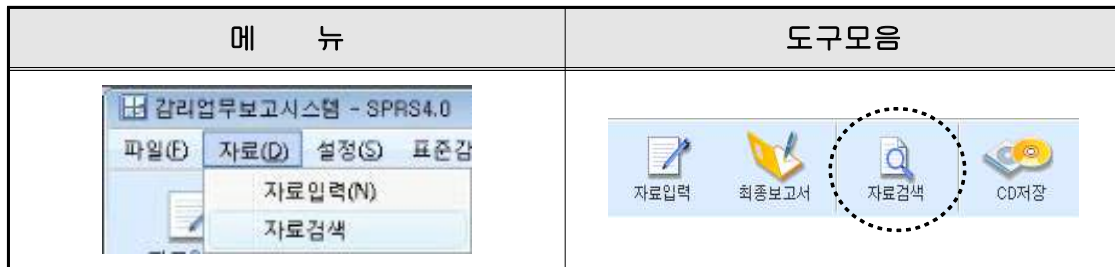 메 뉴
도구모음
감리업무보고시스템 - SPRS4.0
파일(F) 자료(D) 설정(S) 표준감
자료입력(N)
자료검색
자료입력 최종보고서 자료검색 CD저장